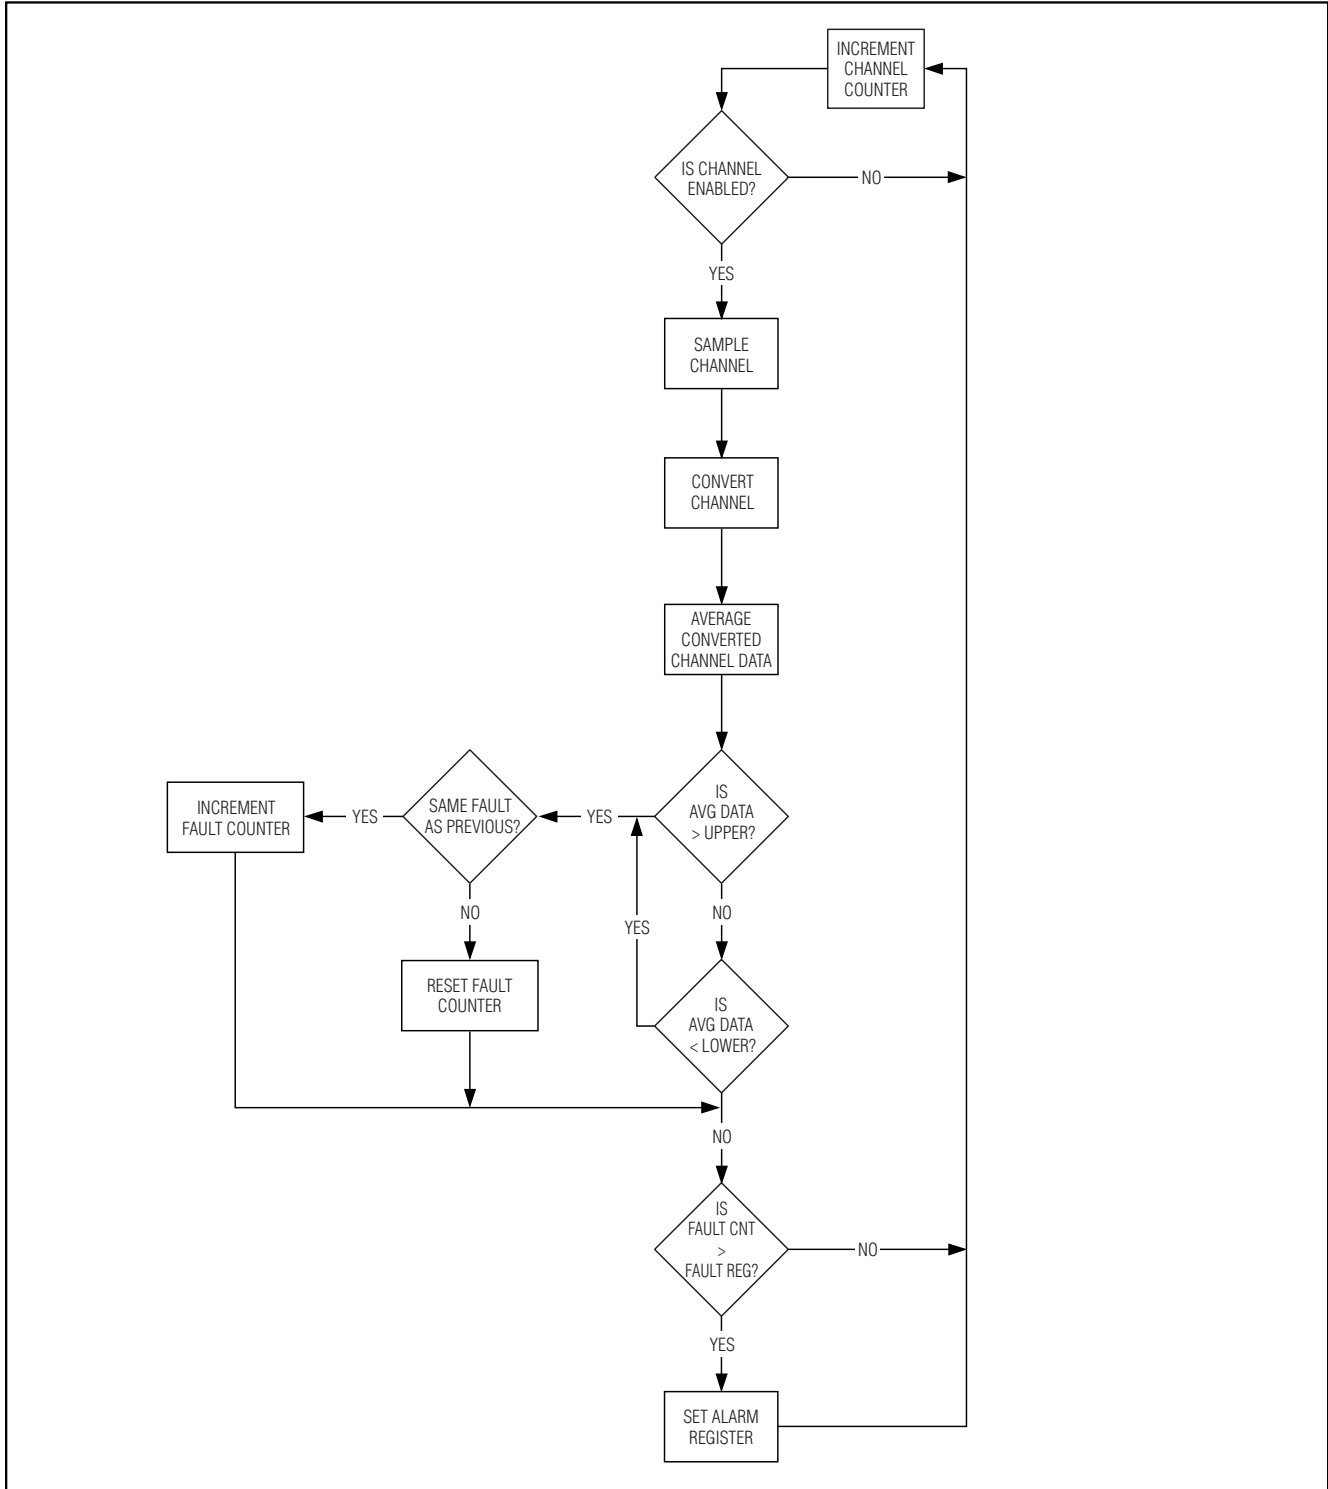 INCREMENT
CHANNEL
COUNTER
IS CHANNEL
ENABLED?
NO
YES
SAMPLE
CHANNEL
CONVERT
CHANNEL
AVERAGE
CONVERTED
CHANNEL DATA
IS
AVG DATA
> UPPER?
YES
SAME FAULT
AS PREVIOUS?
YES
INCREMENT
FAULT COUNTER
NO
RESET FAULT
COUNTER
YES
NO
IS
AVG DATA
< LOWER?
NO
IS
FAULT CNT
>
FAULT REG?
NO
YES
SET ALARM
REGISTER